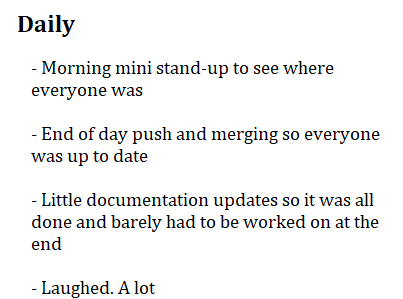 Daily
- Morning mini stand-up to see where
everyone was
- End of day push and merging so everyone
was up to date
- Little documentation updates so it was all
done and barely had to be worked on at the
end
- Laughed. A lot